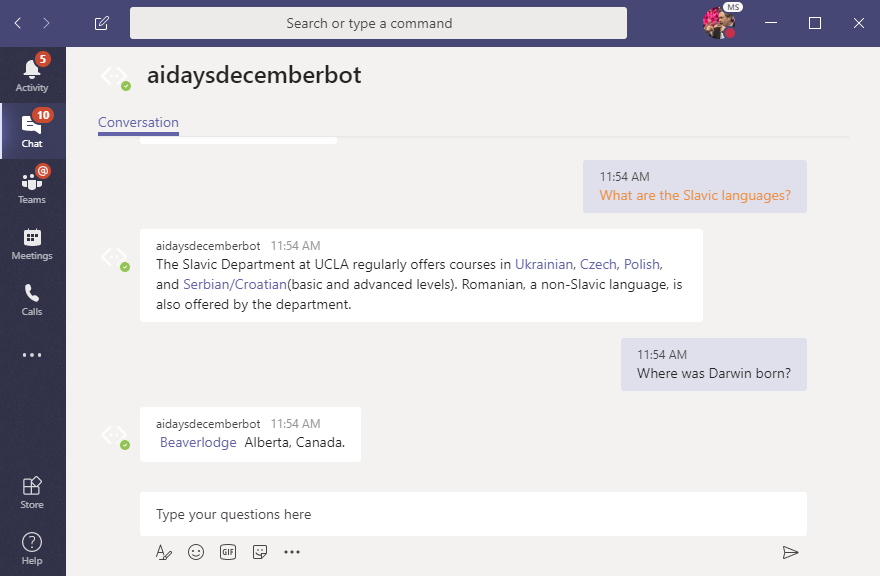 Search or type a command
MS
aidaysdecemberbot
5
Activity
10
Chat
@
Teams
Meetings
Calls
Store
Help
Conversation
11:54 AM
What are the Slavic languages?
aidaysdecemberbot 11:54 AM
The Slavic Department at UCLA regularly offers courses in Ukrainian, Czech, Polish,
and Serbian/Croatian(basic and advanced levels). Romanian, a non-Slavic language, is
also offered by the department.
11:54 AM
Where was Darwin born?
aidaysdecemberbot 11:54 AM
Beaverlodge Alberta, Canada.
Type your questions here
GIF